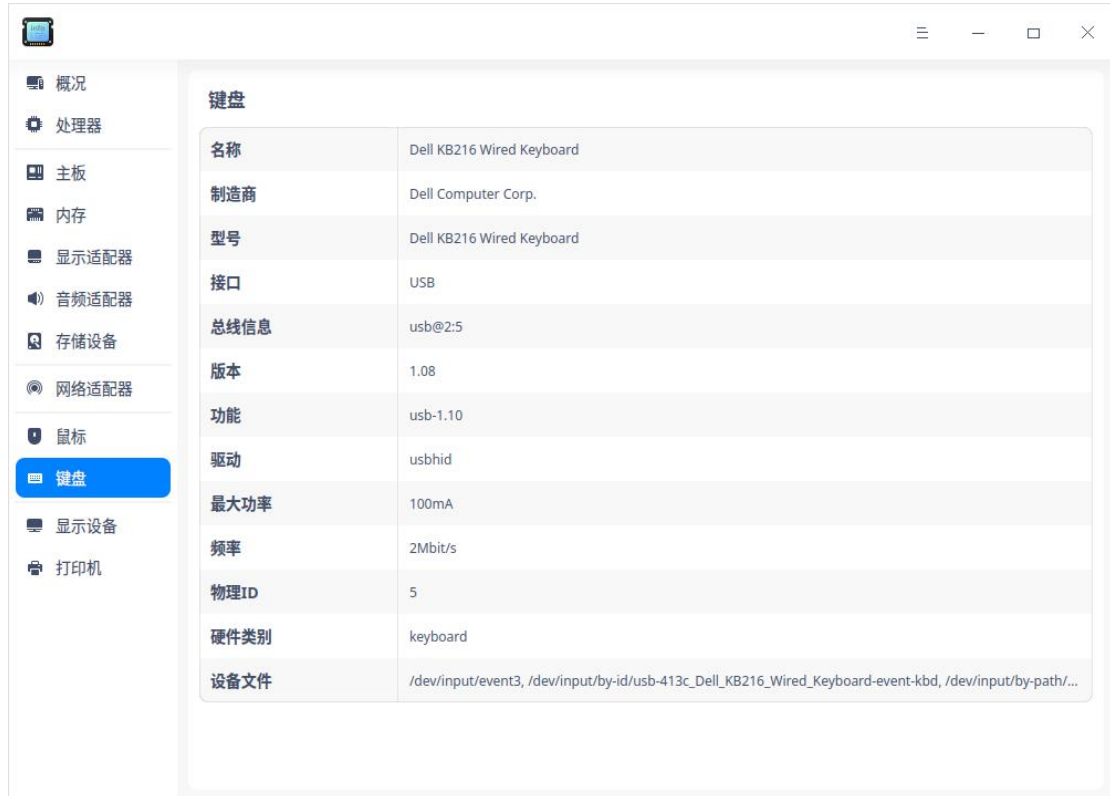 概况
处理器
主板
内存
显示适配器
音频适配器
存储设备
网络适配器
鼠标
键盘
显示设备
打印机
键盘
名称 Dell KB216 Wired Keyboard
制造商 Dell Computer Corp.
型号 Dell KB216 Wired Keyboard
接口 USB
总线信息 usb@2:5
版本 1.08
功能 usb-1.10
驱动 usbhid
最大功率 100mA
频率 2Mbit/s
物理ID 5
硬件类别 keyboard
设备文件 /dev/input/event3, /dev/input/by-id/usb-413c_Dell_KB216_Wired_Keyboard-event-kbd, /dev/input/by-path/...